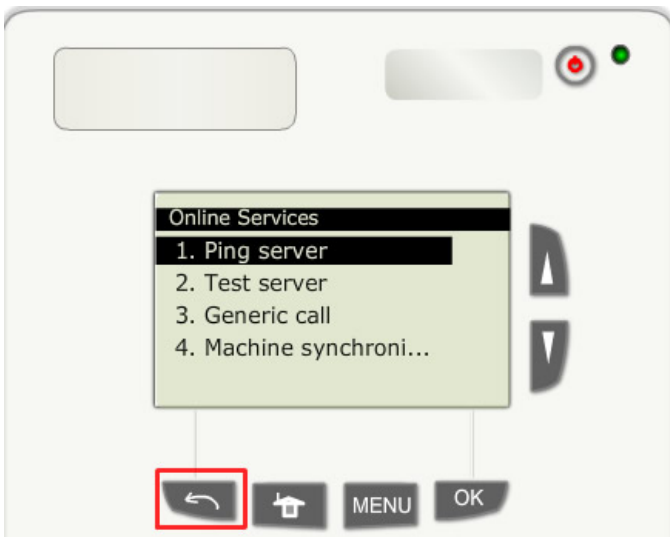 Online Services
1. Ping server
2. Test server
3. Generic call
4. Machine synchroni...
MENU
OK